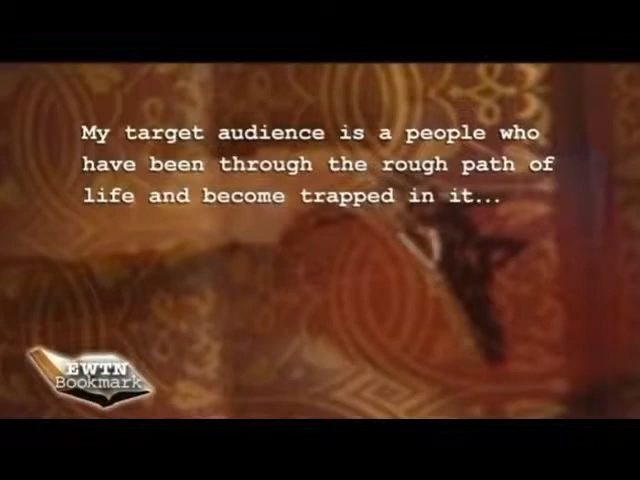 My target audience is a people who
have been through the rough path of
life and become trapped in it...
EWTN
Bookmark